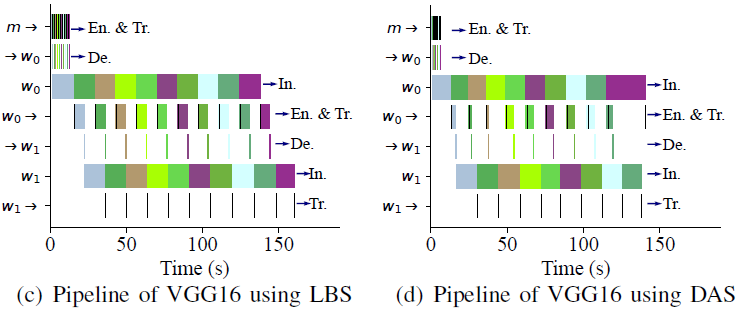 m →
En. & Tr.
→ w0
De.
w0
In.
w0 →
En. & Tr.
→ w1
De.
w1
In.
w1 →
Tr.
0 50 100 150
Time (s)
(c) Pipeline of VGG16 using LBS
m →
En. & Tr.
→ w0
De.
w0
In.
w0 →
En. & Tr.
→ w1
De.
w1
In.
w1 →
Tr.
0 50 100 150
Time (s)
(d) Pipeline of VGG16 using DAS